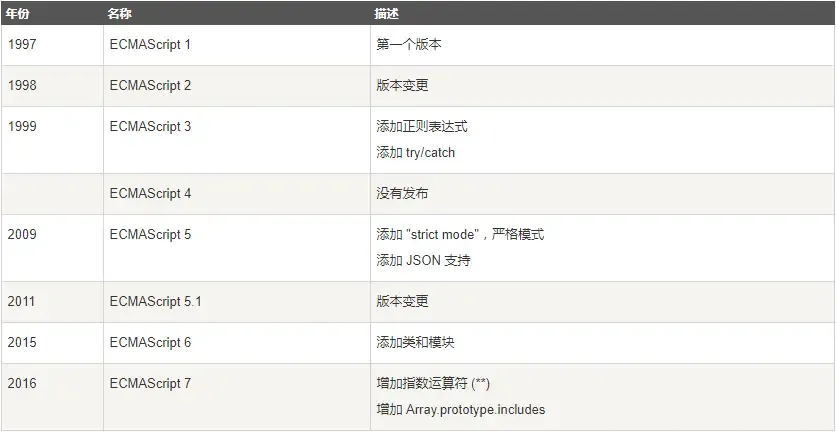 年份 名称 描述
1997 ECMAScript 1 第一个版本
1998 ECMAScript 2 版本变更
1999 ECMAScript 3 添加正则表达式
添加 try/catch
ECMAScript 4 没有发布
2009 ECMAScript 5 添加 "strict mode"，严格模式
添加 JSON 支持
2011 ECMAScript 5.1 版本变更
2015 ECMAScript 6 添加类和模块
2016 ECMAScript 7 增加指数运算符 (**)
增加 Array.prototype.includes